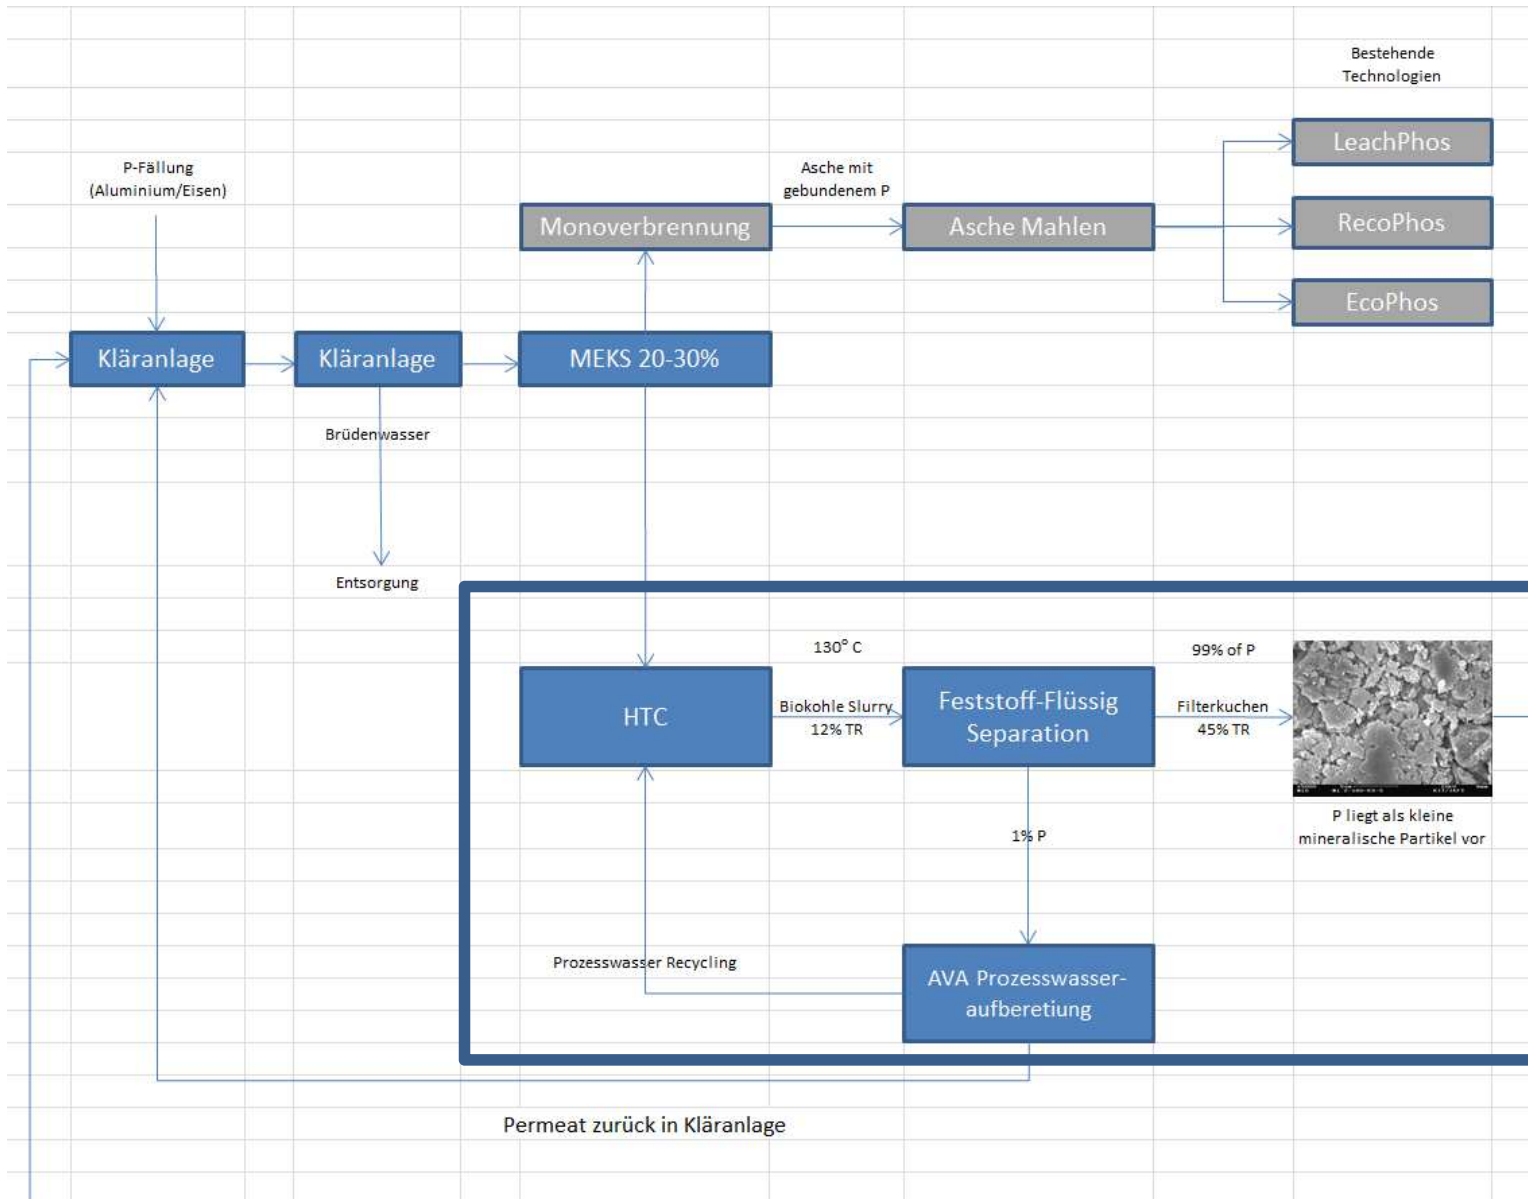 Bestehende
Technologien
LeachPhos
P-Fällung
(Aluminium/Eisen)
Asche mit
gebundenem P
Monoverbrennung
Asche Mahlen
RecoPhos
EcoPhos
Kläranlage
Kläranlage
MEKS 20-30%
Brüdenwasser
Entsorgung
130° C
99% of P
HTC
Biokohle Slurry
12% TR
Feststoff-Flüssig
Separation
Filterkuchen
45% TR
P liegt als kleine
mineralische Partikel vor
1% P
Prozesswasser Recycling
AVA Prozesswasser-
aufberetiung
Permeat zurück in Kläranlage